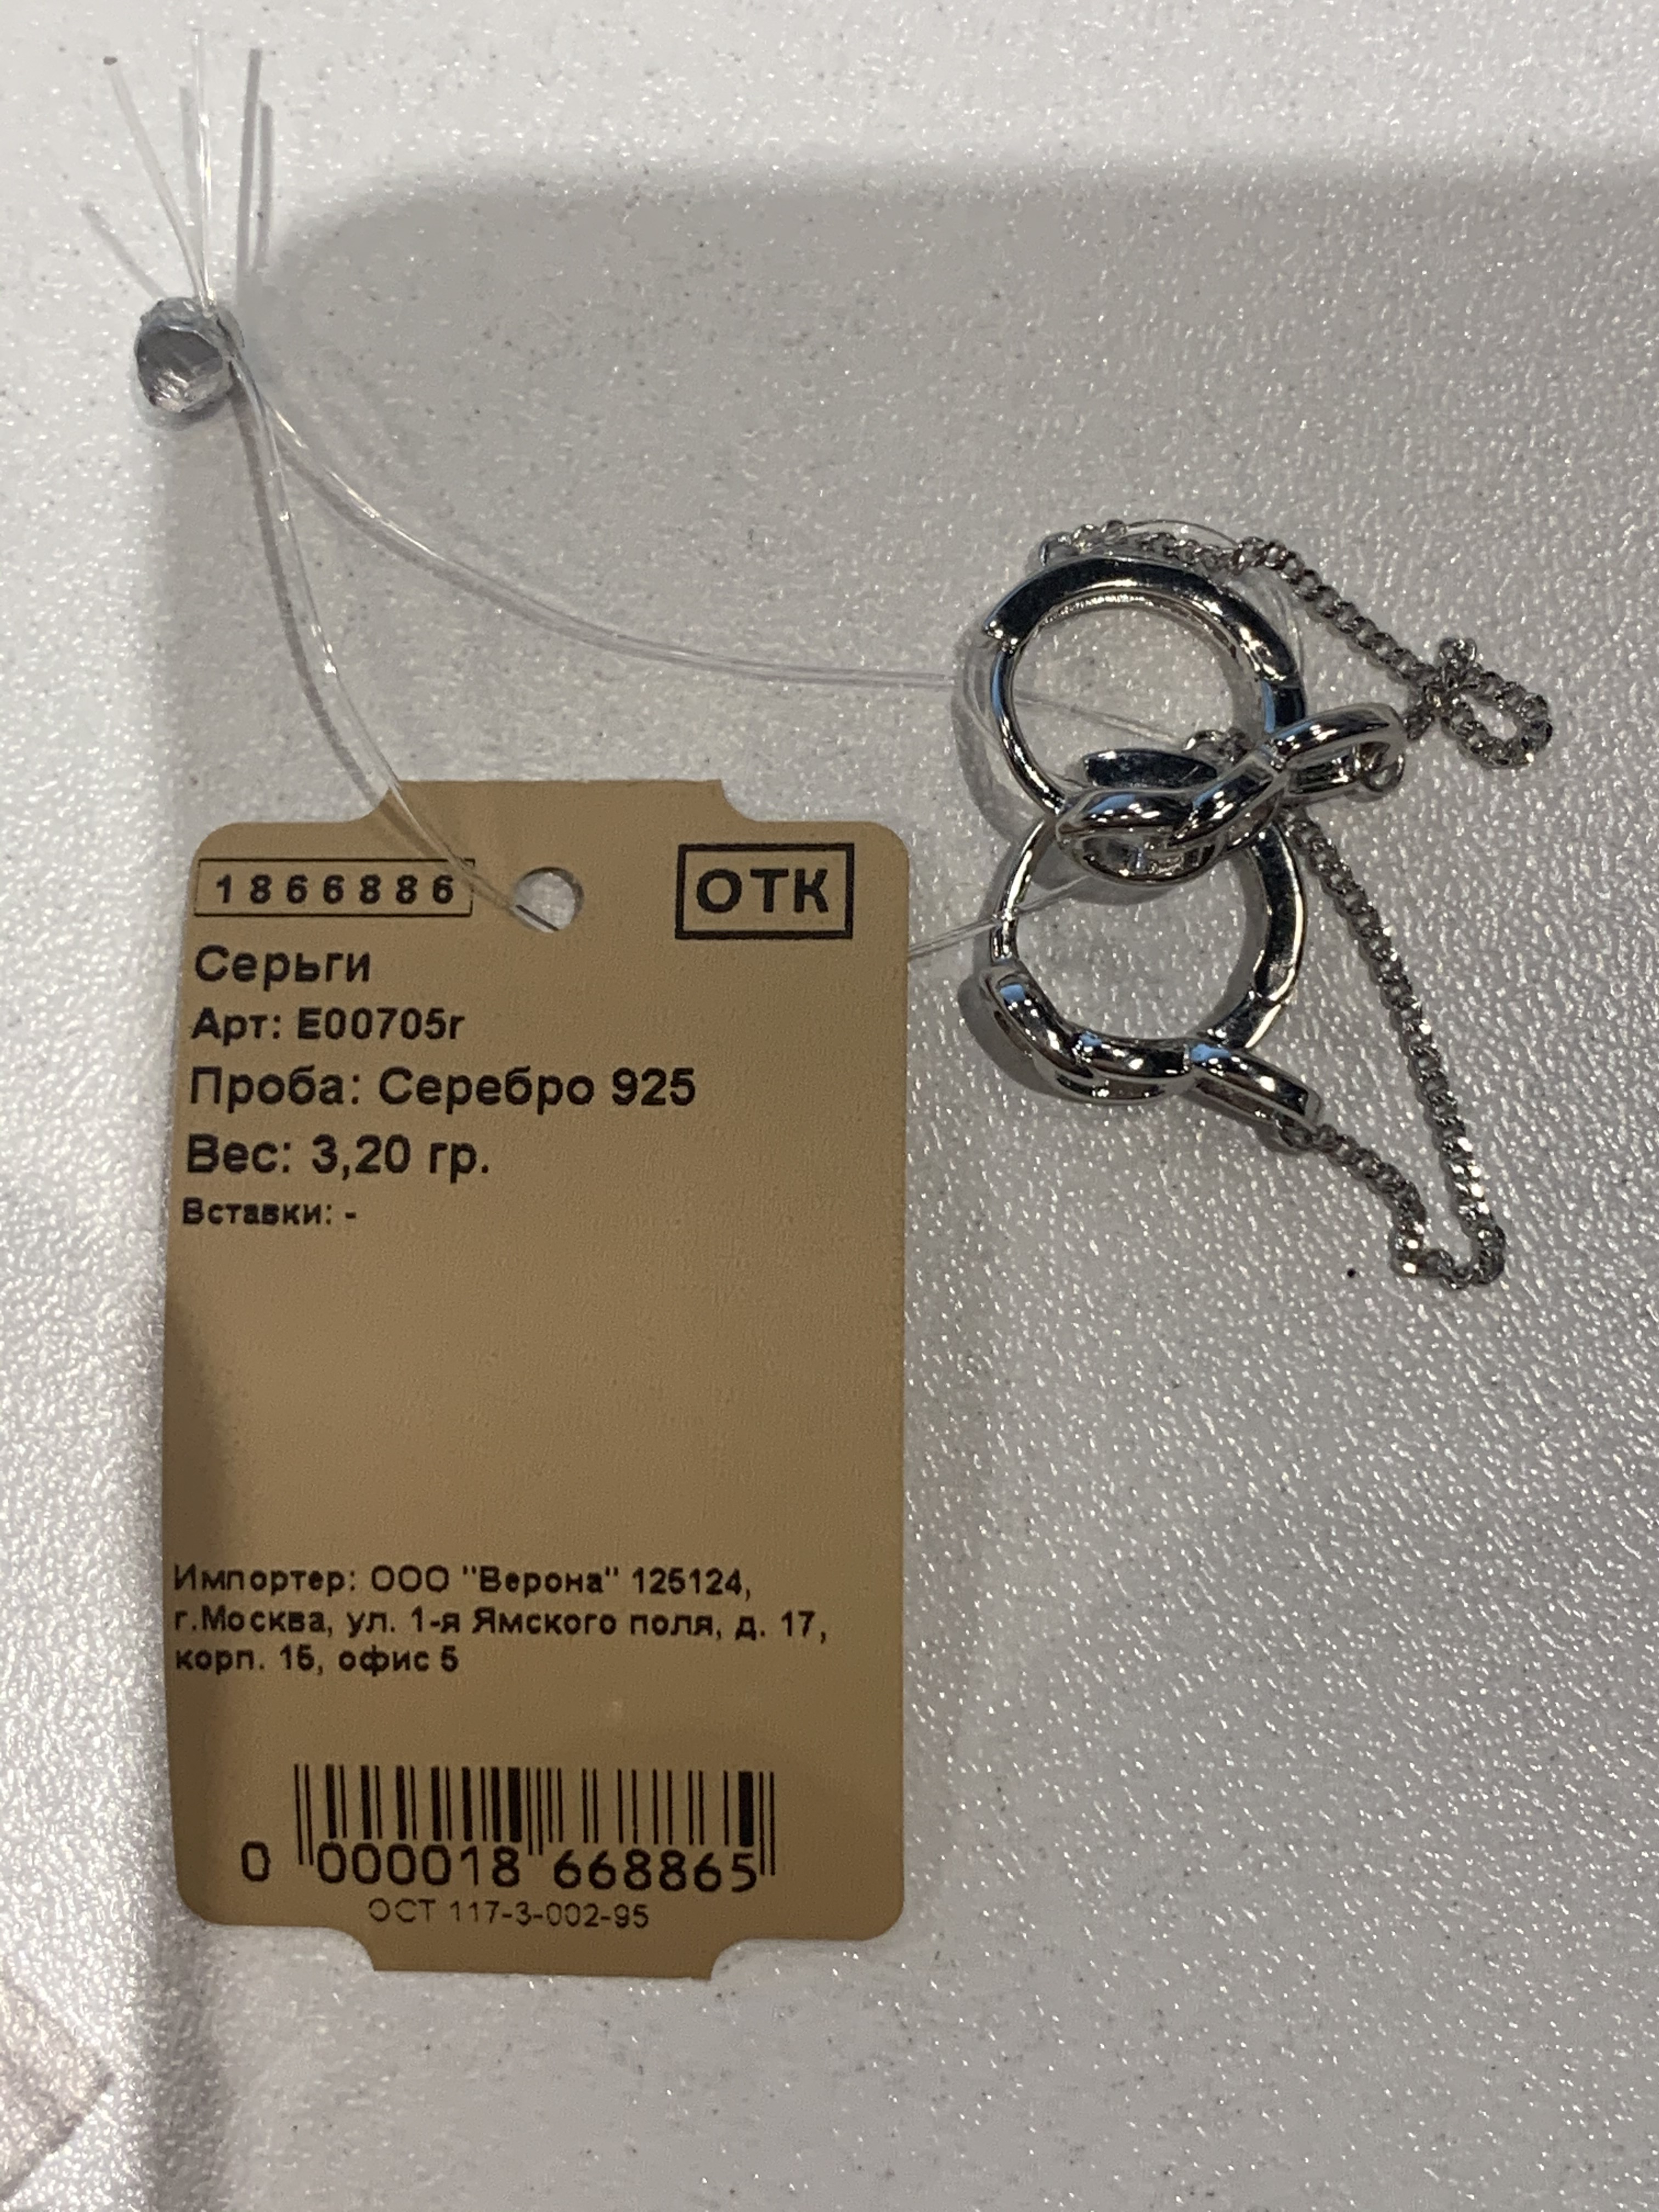 1866886
ОТК
Серьги
Арт: E00705r
Проба: Серебро 925
Вес: 3,20 гр.
Вставки: -
Импортер: ООО "Верона" 125124,
г.Москва, ул. 1-я Ямского поля, д. 17,
корп. 15, офис 5
0 000018 668865
ОСТ 117-3-002-95